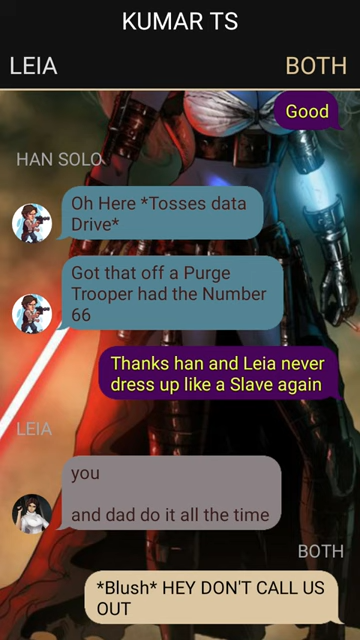 KUMAR TS
LEIA
BOTH
Good
HAN SOLO
Oh Here *Tosses data
Drive*
Got that off a Purge
Trooper had the Number
66
Thanks han and Leia never
dress up like a Slave again
LEIA
you
and dad do it all the time
BOTH
*Blush* HEY DON'T CALL US
OUT